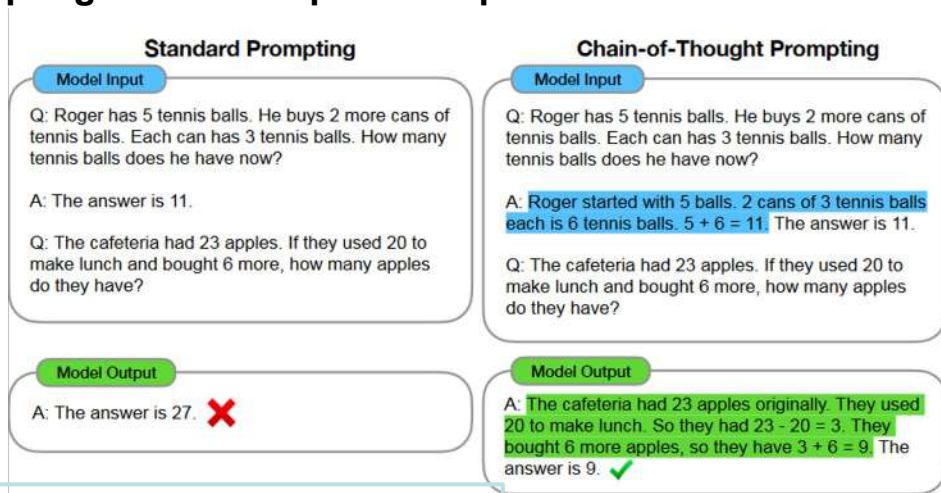 Standard Prompting
Model Input
Q: Roger has 5 tennis balls. He buys 2 more cans of
tennis balls. Each can has 3 tennis balls. How many
tennis balls does he have now?
A: The answer is 11.
Q: The cafeteria had 23 apples. If they used 20 to
make lunch and bought 6 more, how many apples
do they have?
Model Output
A: The answer is 27.
Chain-of-Thought Prompting
Model Input
Q: Roger has 5 tennis balls. He buys 2 more cans of
tennis balls. Each can has 3 tennis balls. How many
tennis balls does he have now?
A: Roger started with 5 balls. 2 cans of 3 tennis balls
each is 6 tennis balls. 5 + 6 = 11. The answer is 11.
Q: The cafeteria had 23 apples. If they used 20 to
make lunch and bought 6 more, how many apples
do they have?
Model Output
A: The cafeteria had 23 apples originally. They used
20 to make lunch. So they had 23 - 20 = 3. They
bought 6 more apples, so they have 3 + 6 = 9. The
answer is 9.